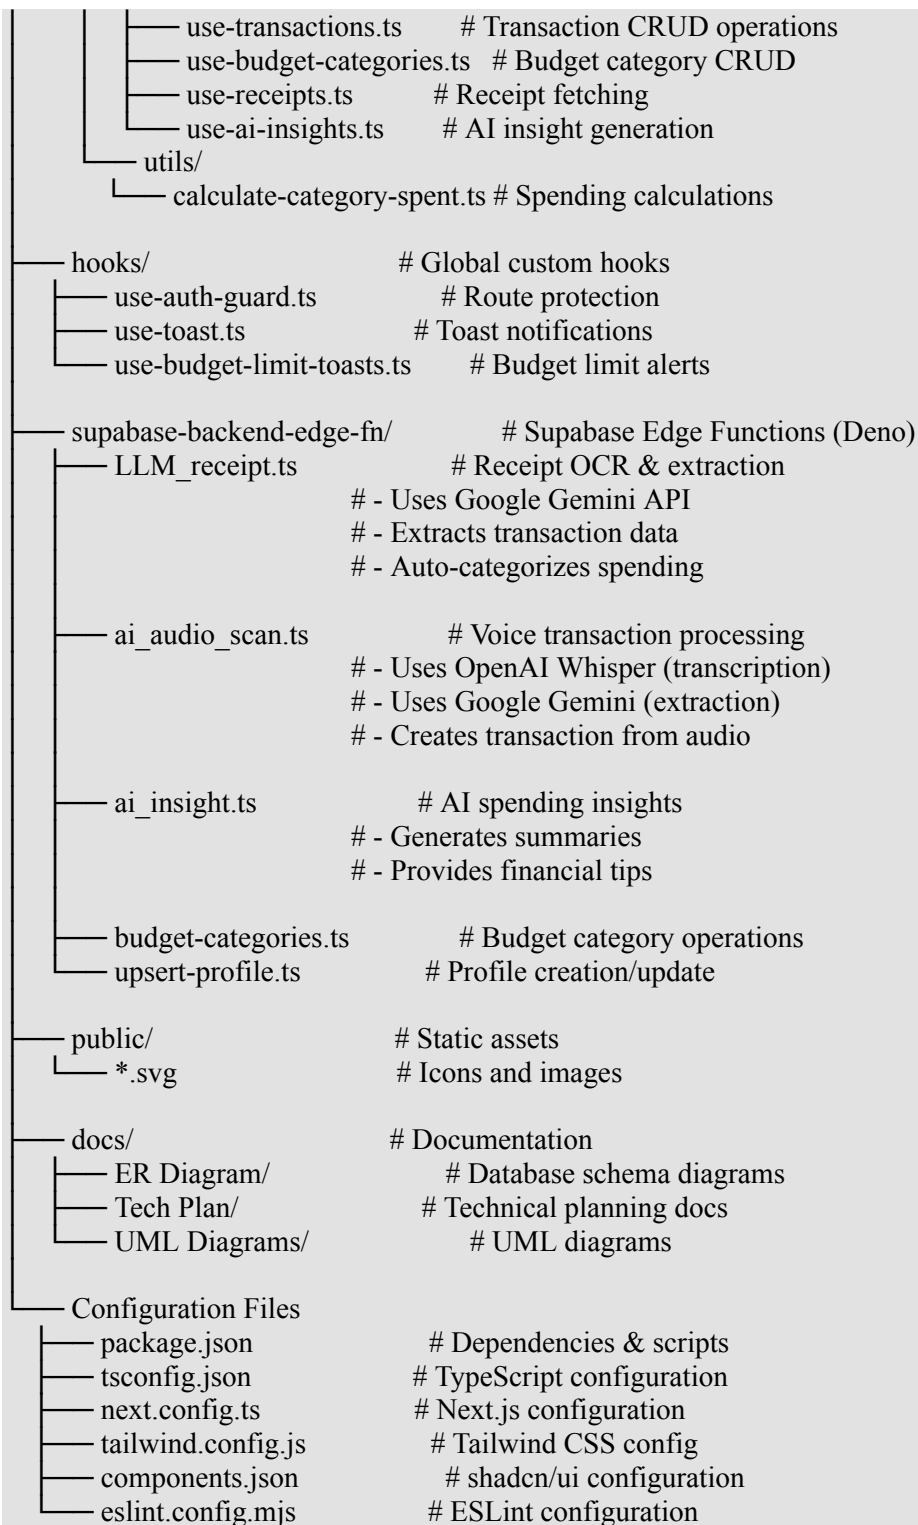 use-transactions.ts # Transaction CRUD operations
use-budget-categories.ts # Budget category CRUD
use-receipts.ts # Receipt fetching
use-ai-insights.ts # AI insight generation
utils/
calculate-category-spent.ts # Spending calculations
hooks/ # Global custom hooks
use-auth-guard.ts # Route protection
use-toast.ts # Toast notifications
use-budget-limit-toasts.ts # Budget limit alerts
supabase-backend-edge-fn/ # Supabase Edge Functions (Deno)
LLM_receipt.ts # Receipt OCR & extraction
# - Uses Google Gemini API
# - Extracts transaction data
# - Auto-categorizes spending
ai_audio_scan.ts # Voice transaction processing
# - Uses OpenAI Whisper (transcription)
# - Uses Google Gemini (extraction)
# - Creates transaction from audio
ai_insight.ts # AI spending insights
# - Generates summaries
# - Provides financial tips
budget-categories.ts # Budget category operations
upsert-profile.ts # Profile creation/update
public/ # Static assets
*.svg # Icons and images
docs/ # Documentation
ER Diagram/ # Database schema diagrams
Tech Plan/ # Technical planning docs
UML Diagrams/ # UML diagrams
Configuration Files
package.json # Dependencies & scripts
tsconfig.json # TypeScript configuration
next.config.ts # Next.js configuration
tailwind.config.js # Tailwind CSS config
components.json # shadcn/ui configuration
eslint.config.mjs # ESLint configuration